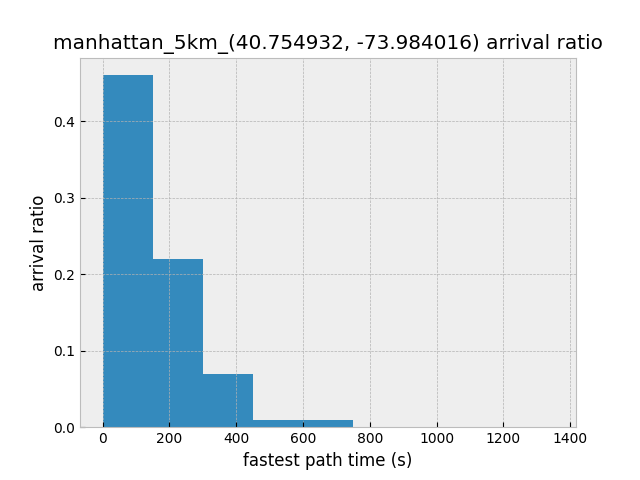 manhattan_5km_(40.754932, -73.984016) arrival ratio
arrival ratio
0.4
0.3
0.2
0.1
0.0
0 200 400 600 800 1000 1200 1400
fastest path time (s)